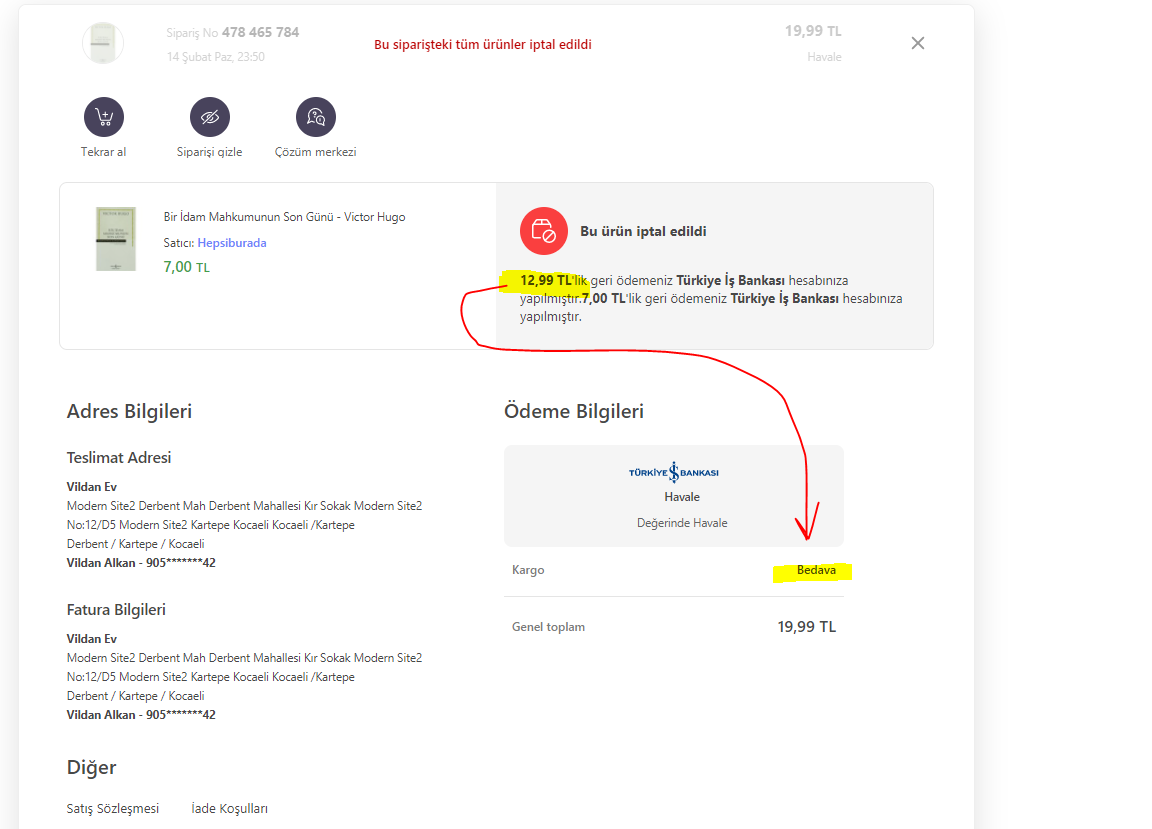 Sipariş No 478 465 784
14 Şubat Paz, 23:50
Bu siparişteki tüm ürünler iptal edildi
19,99 TL
Havale
Tekrar al
Siparişi gizle
Çözüm merkezi
Bir İdam Mahkumunun Son Günü - Victor Hugo
Satıcı: Hepsiburada
7,00 TL
Bu ürün iptal edildi
12,99 TL'lik geri ödemeniz Türkiye İş Bankası hesabınıza
yapılmıştır.7,00 TL'lik geri ödemeniz Türkiye İş Bankası hesabınıza
yapılmıştır.
Adres Bilgileri
Teslimat Adresi
Vildan Ev
Modern Site2 Derbent Mah Derbent Mahallesi Kır Sokak Modern Site2
No:12/D5 Modern Site2 Kartepe Kocaeli Kocaeli /Kartepe
Derbent / Kartepe / Kocaeli
Vildan Alkan - 905*******42
Fatura Bilgileri
Vildan Ev
Modern Site2 Derbent Mah Derbent Mahallesi Kır Sokak Modern Site2
No:12/D5 Modern Site2 Kartepe Kocaeli Kocaeli /Kartepe
Derbent / Kartepe / Kocaeli
Vildan Alkan - 905*******42
Ödeme Bilgileri
TÜRKİYE İŞ BANKASI
Havale
Değerinde Havale
Kargo Bedava
Genel toplam 19,99 TL
Diğer
Satış Sözleşmesi İade Koşulları